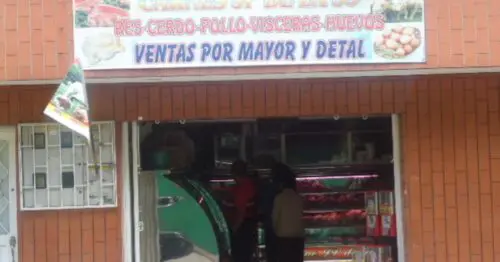 RES-CERDO-POLLO-VISCERAS-HUEVOS
VENTAS POR MAYOR Y DETAL